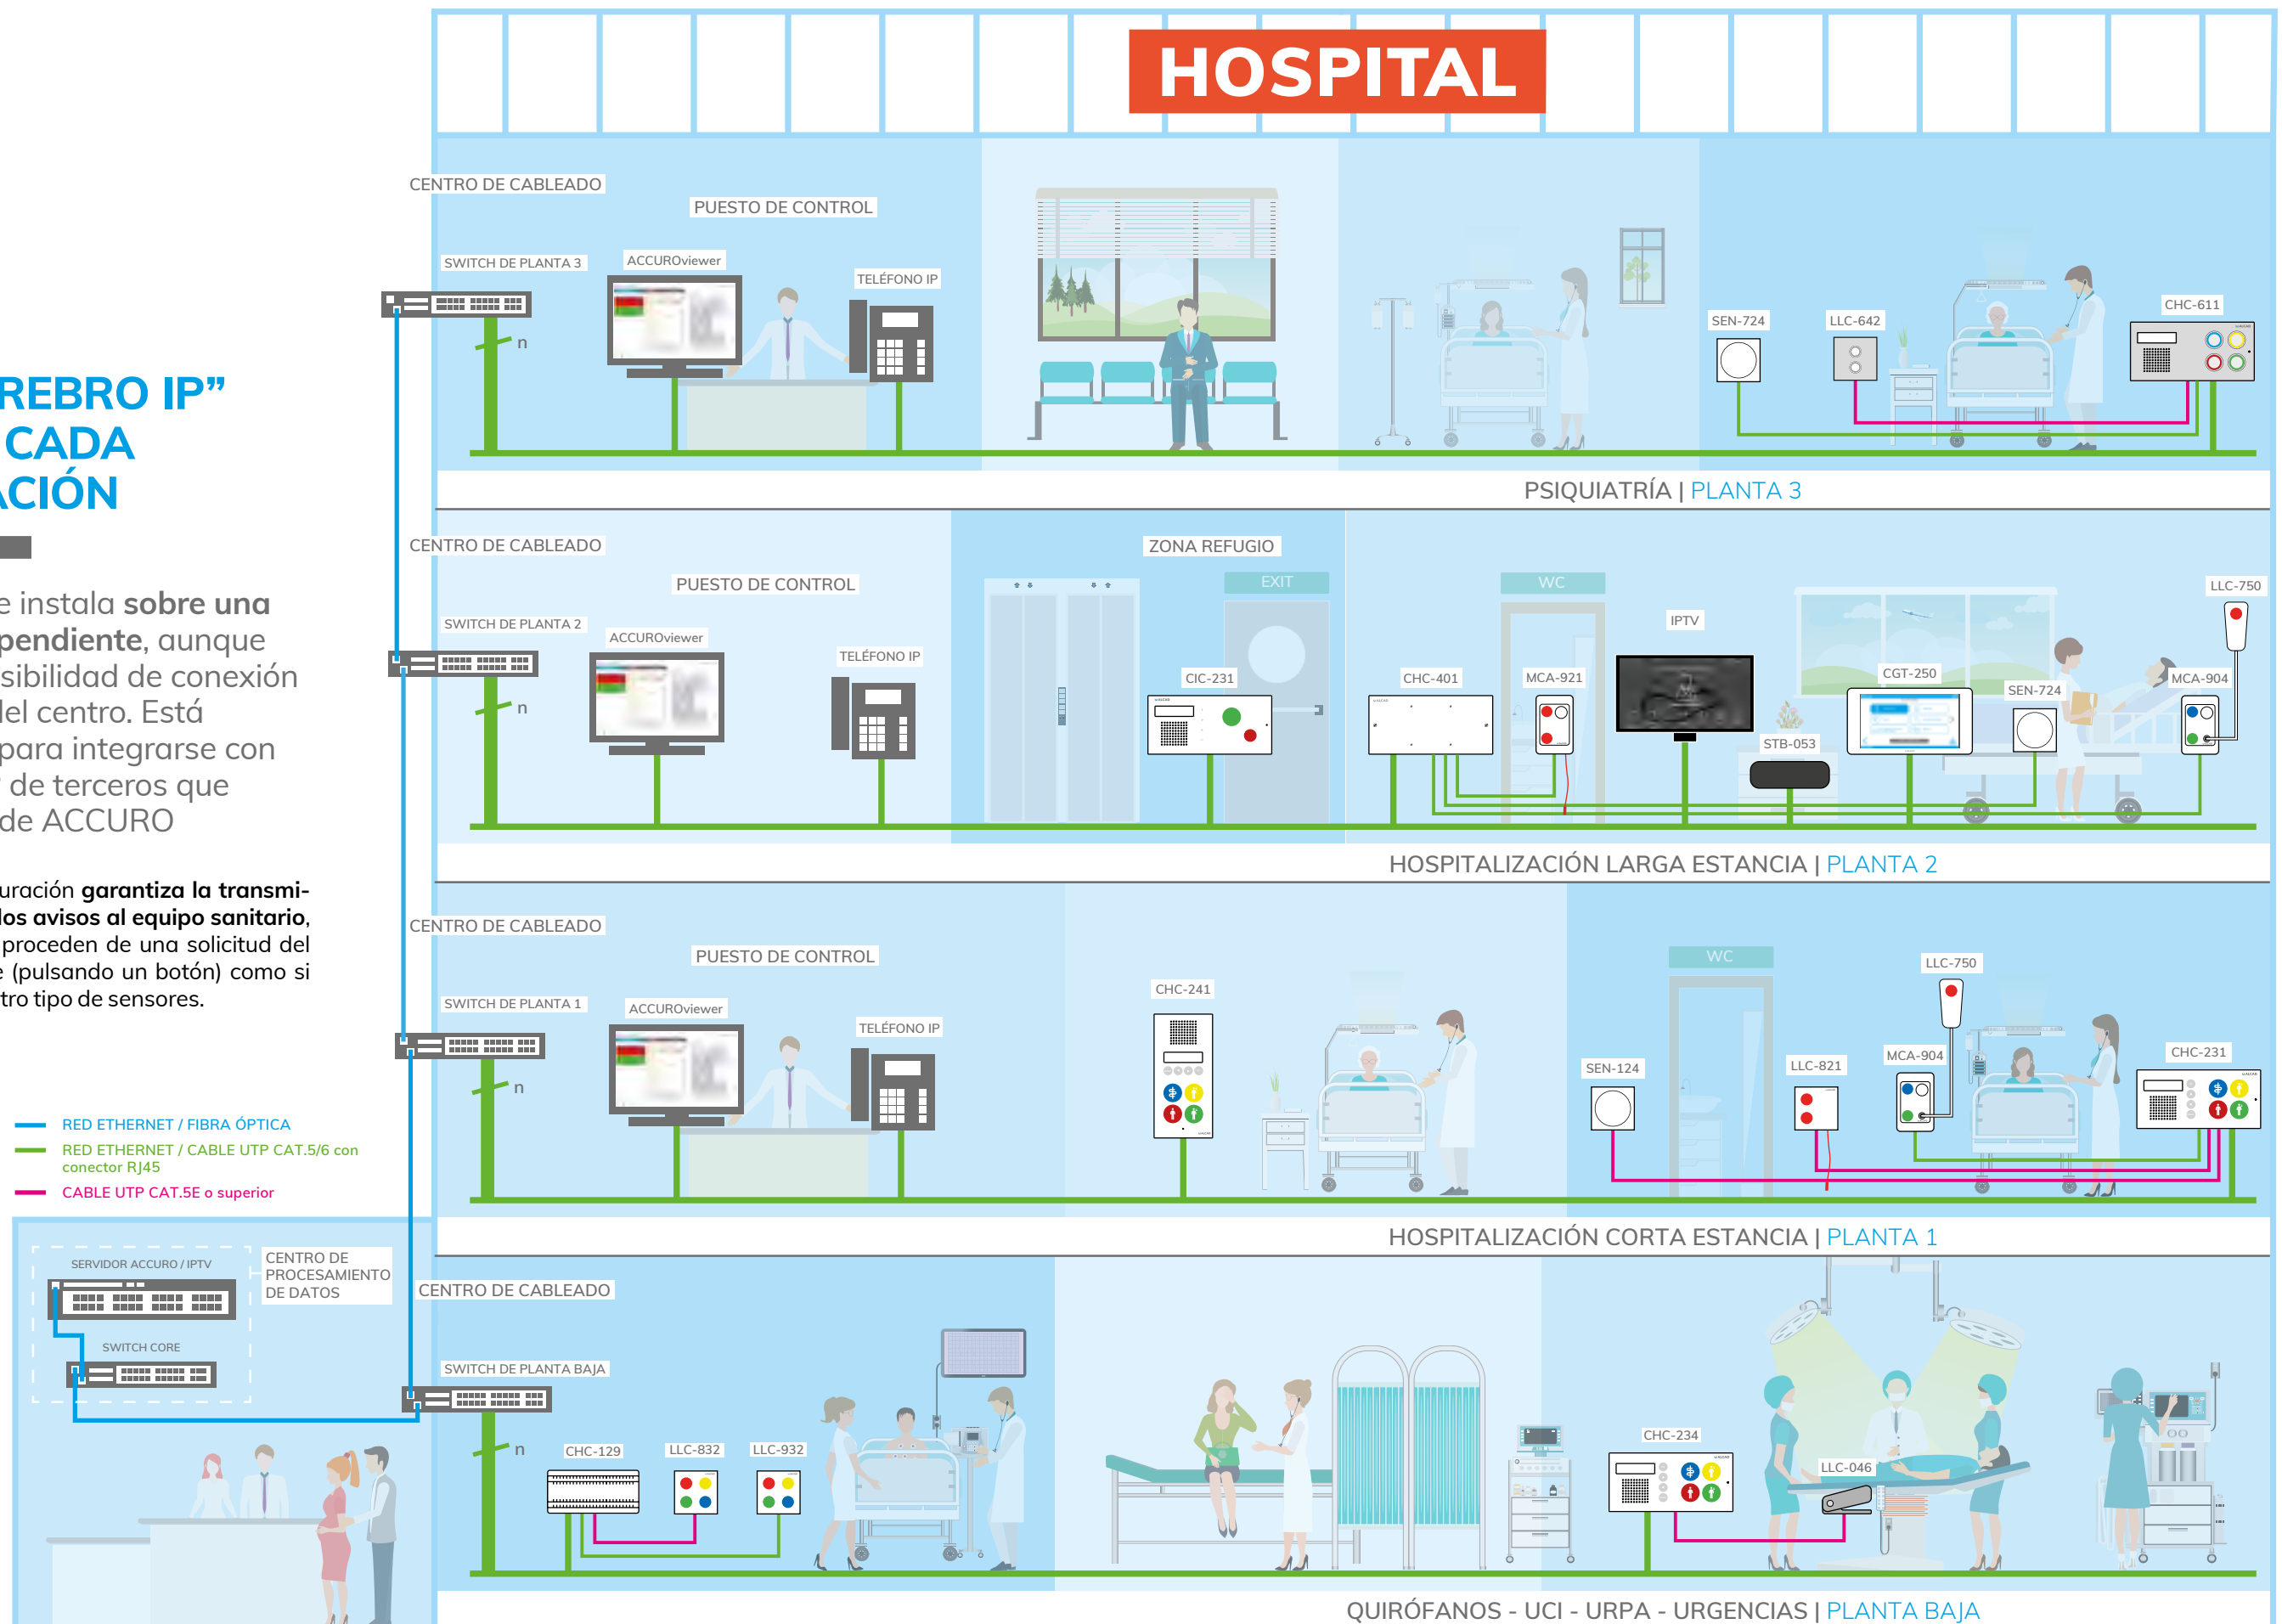 HOSPITAL
REBRO IP”
CADA
ACIÓN
e instala sobre una
pendiente, aunque
sibilidad de conexión
del centro. Está
para integrarse con
de terceros que
de ACCURO
uración garantiza la transmi-
los avisos al equipo sanitario,
proceden de una solicitud del
e (pulsando un botón) como si
tro tipo de sensores.
RED ETHERNET / FIBRA ÓPTICA
RED ETHERNET / CABLE UTP CAT.5/6 con
conector RJ45
CABLE UTP CAT.5E o superior
CENTRO DE CABLEADO
PUESTO DE CONTROL
SWITCH DE PLANTA 3
ACCUROviewer
TELÉFONO IP
n
SEN-724
LLC-642
CHC-611
PSIQUIATRÍA | PLANTA 3
CENTRO DE CABLEADO
PUESTO DE CONTROL
SWITCH DE PLANTA 2
ACCUROviewer
TELÉFONO IP
n
ZONA REFUGIO
EXIT
CIC-231
WC
CHC-401
MCA-921
IPTV
STB-053
CGT-250
SEN-724
MCA-904
LLC-750
HOSPITALIZACIÓN LARGA ESTANCIA | PLANTA 2
CENTRO DE CABLEADO
PUESTO DE CONTROL
SWITCH DE PLANTA 1
ACCUROviewer
TELÉFONO IP
n
CHC-241
WC
SEN-124
LLC-821
MCA-904
LLC-750
CHC-231
HOSPITALIZACIÓN CORTA ESTANCIA | PLANTA 1
SERVIDOR ACCURO / IPTV
CENTRO DE
PROCESAMIENTO
DE DATOS
SWITCH CORE
CENTRO DE CABLEADO
SWITCH DE PLANTA BAJA
n
CHC-129
LLC-832
LLC-932
CHC-234
LLC-046
QUIRÓFANOS - UCI - URPA - URGENCIAS | PLANTA BAJA